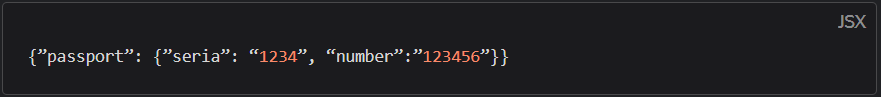 JSX
{”passport”: {”seria”: “1234”, “number”:”123456”}}